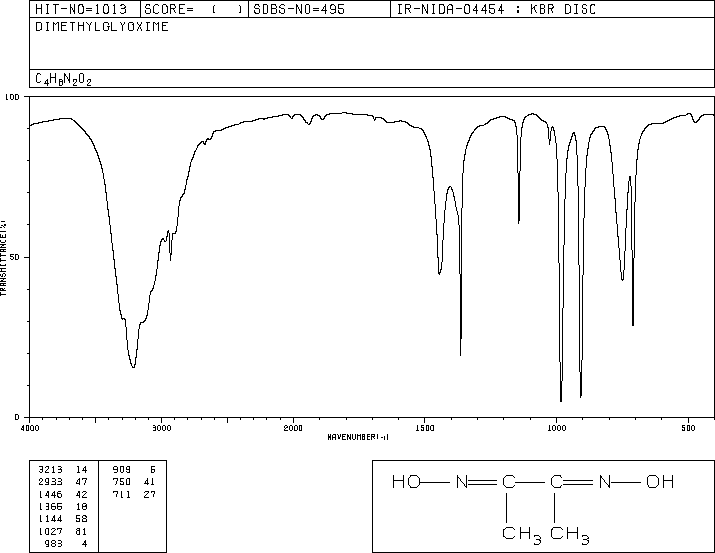 HIT-NO=1013 SCORE= ( ) SDBS-NO=495 IR-NIDA-04454 : KBR DISC
DIMETHYLGLYOXIME
C4H8N2O2
100
50
0
TRANSMITTANCE(%)
4000 3000 2000 1500 1000 500
WAVENUMBER(-1)
3213 14 909 6
2933 47 750 41
1446 42 711 27
1366 18
1144 58
1027 81
983 4
HO N C C N OH
CH3 CH3